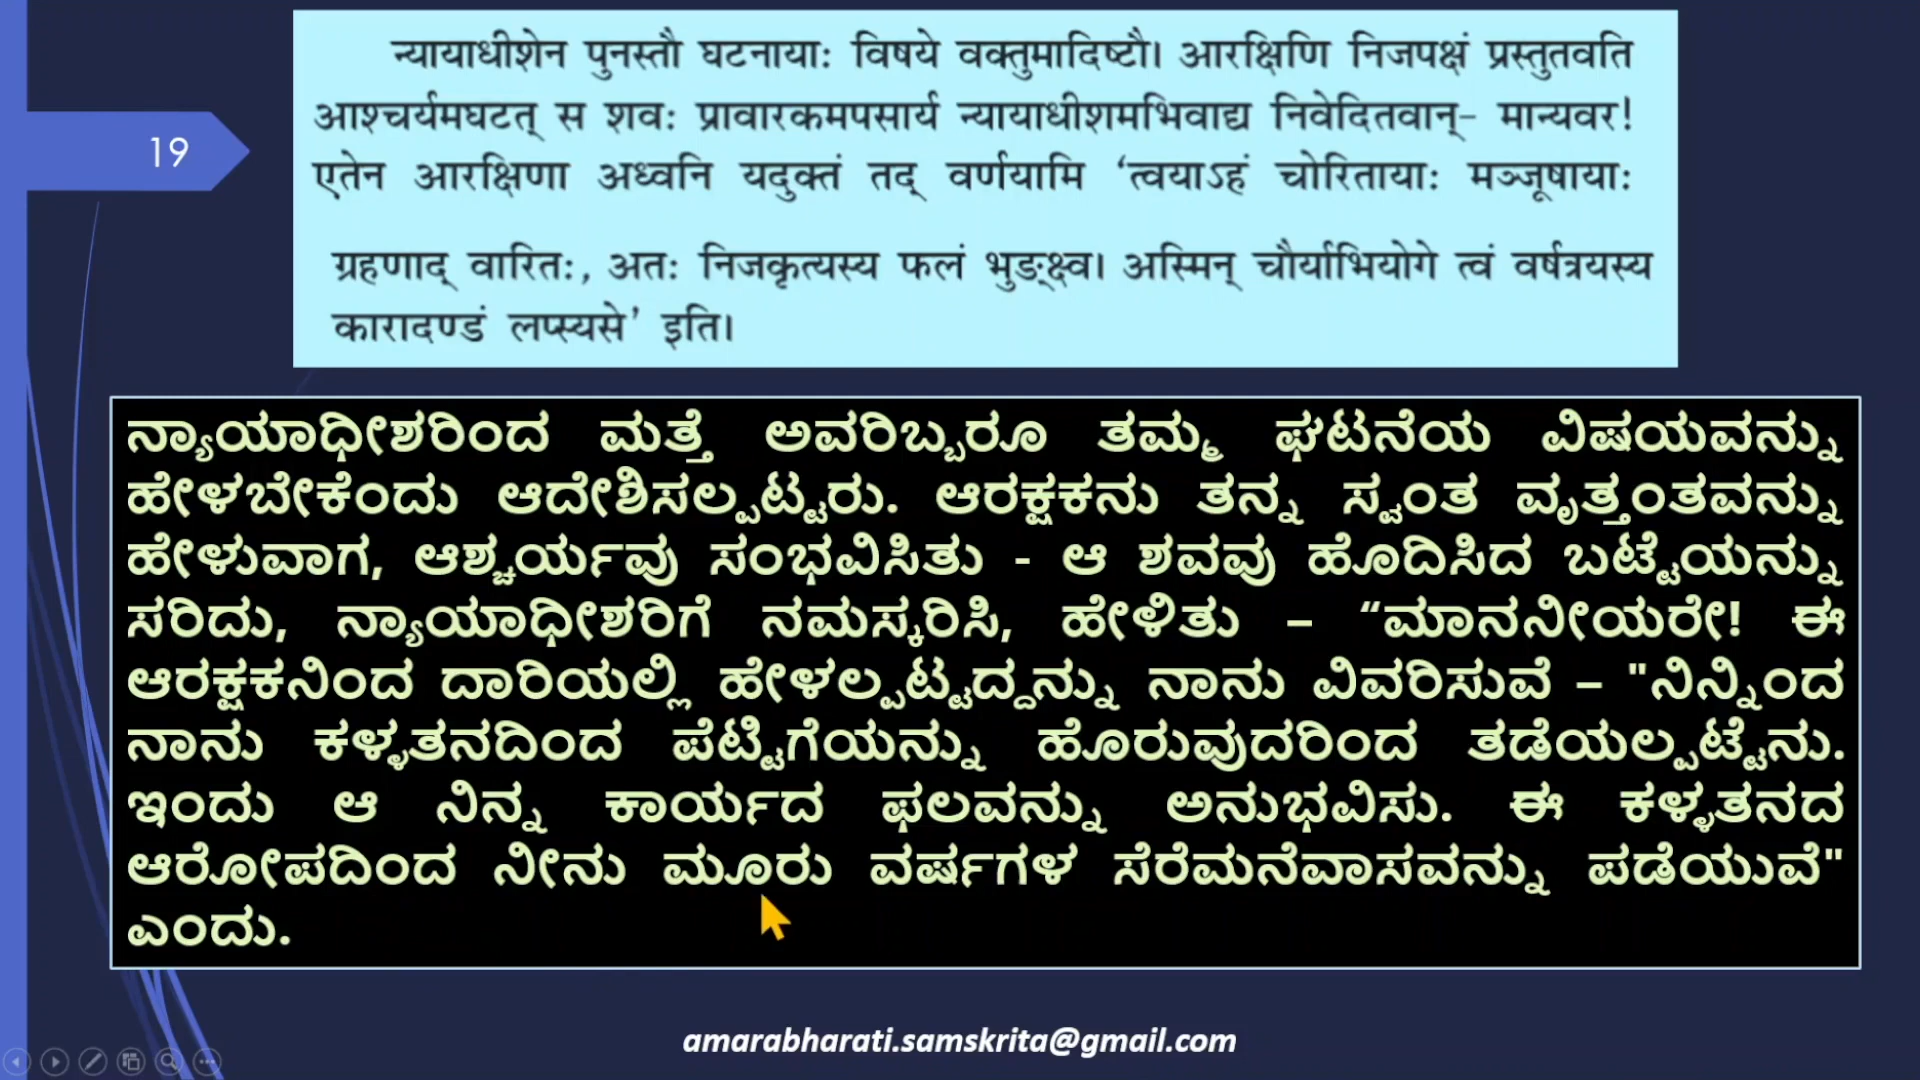 19
न्यायाधीशेन पुनस्तौ घटनायाः विषये वक्तुमादिष्टौ। आरक्षिणि निजपक्षं प्रस्तुतवति
आश्चर्यमघटत् स शवः प्रावारकमपसार्य न्यायाधीशमभिवाद्य निवेदितवान्- मान्यवर!
एतेन आरक्षिणा अध्वनि यदुक्तं तद् वर्णयामि ‘त्वयाऽहं चोरितायाः मञ्जूषायाः
ग्रहणाद् वारितः, अतः निजकृत्यस्य फलं भुङ्क्ष्व। अस्मिन् चौर्याभियोगे त्वं वर्षत्रयस्य
कारादण्डं लप्स्यसे’ इति।
ನ್ಯಾಯಾಧೀಶರಿಂದ ಮತ್ತೆ ಅವರಿಬ್ಬರೂ ತಮ್ಮ ಘಟನೆಯ ವಿಷಯವನ್ನು
ಹೇಳಬೇಕೆಂದು ಆದೇಶಿಸಲ್ಪಟ್ಟರು. ಆರಕ್ಷಕನು ತನ್ನ ಸ್ವಂತ ವೃತ್ತಂತವನ್ನು
ಹೇಳುವಾಗ, ಆಶ್ಚರ್ಯವು ಸಂಭವಿಸಿತು - ಆ ಶವವು ಹೊದಿಸಿದ ಬಟ್ಟೆಯನ್ನು
ಸರಿದು, ನ್ಯಾಯಾಧೀಶರಿಗೆ ನಮಸ್ಕರಿಸಿ, ಹೇಳಿತು – “ಮಾನನೀಯರೇ! ಈ
ಆರಕ್ಷಕನಿಂದ ದಾರಿಯಲ್ಲಿ ಹೇಳಲ್ಪಟ್ಟದ್ದನ್ನು ನಾನು ವಿವರಿಸುವೆ – "ನಿನ್ನಿಂದ
ನಾನು ಕಳ್ಳತನದಿಂದ ಪೆಟ್ಟಿಗೆಯನ್ನು ಹೊರುವುದರಿಂದ ತಡೆಯಲ್ಪಟ್ಟೆನು.
ಇಂದು ಆ ನಿನ್ನ ಕಾರ್ಯದ ಫಲವನ್ನು ಅನುಭವಿಸು. ಈ ಕಳ್ಳತನದ
ಆರೋಪದಿಂದ ನೀನು ಮೂರು ವರ್ಷಗಳ ಸೆರೆಮನೆವಾಸವನ್ನು ಪಡೆಯುವೆ"
ಎಂದು.
amarabharati.samskrita@gmail.com